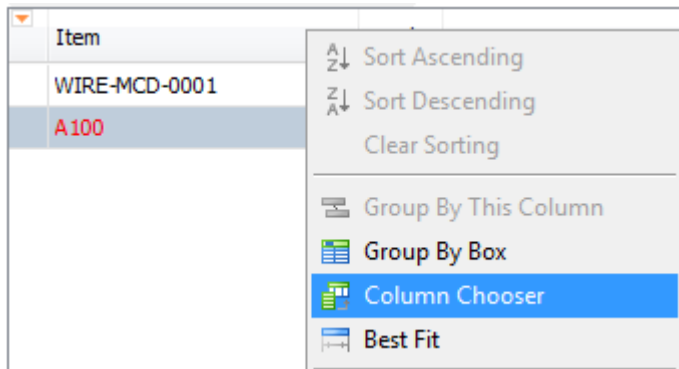 Item
WIRE-MCD-0001
A100
Sort Ascending
Sort Descending
Clear Sorting
Group By This Column
Group By Box
Column Chooser
Best Fit